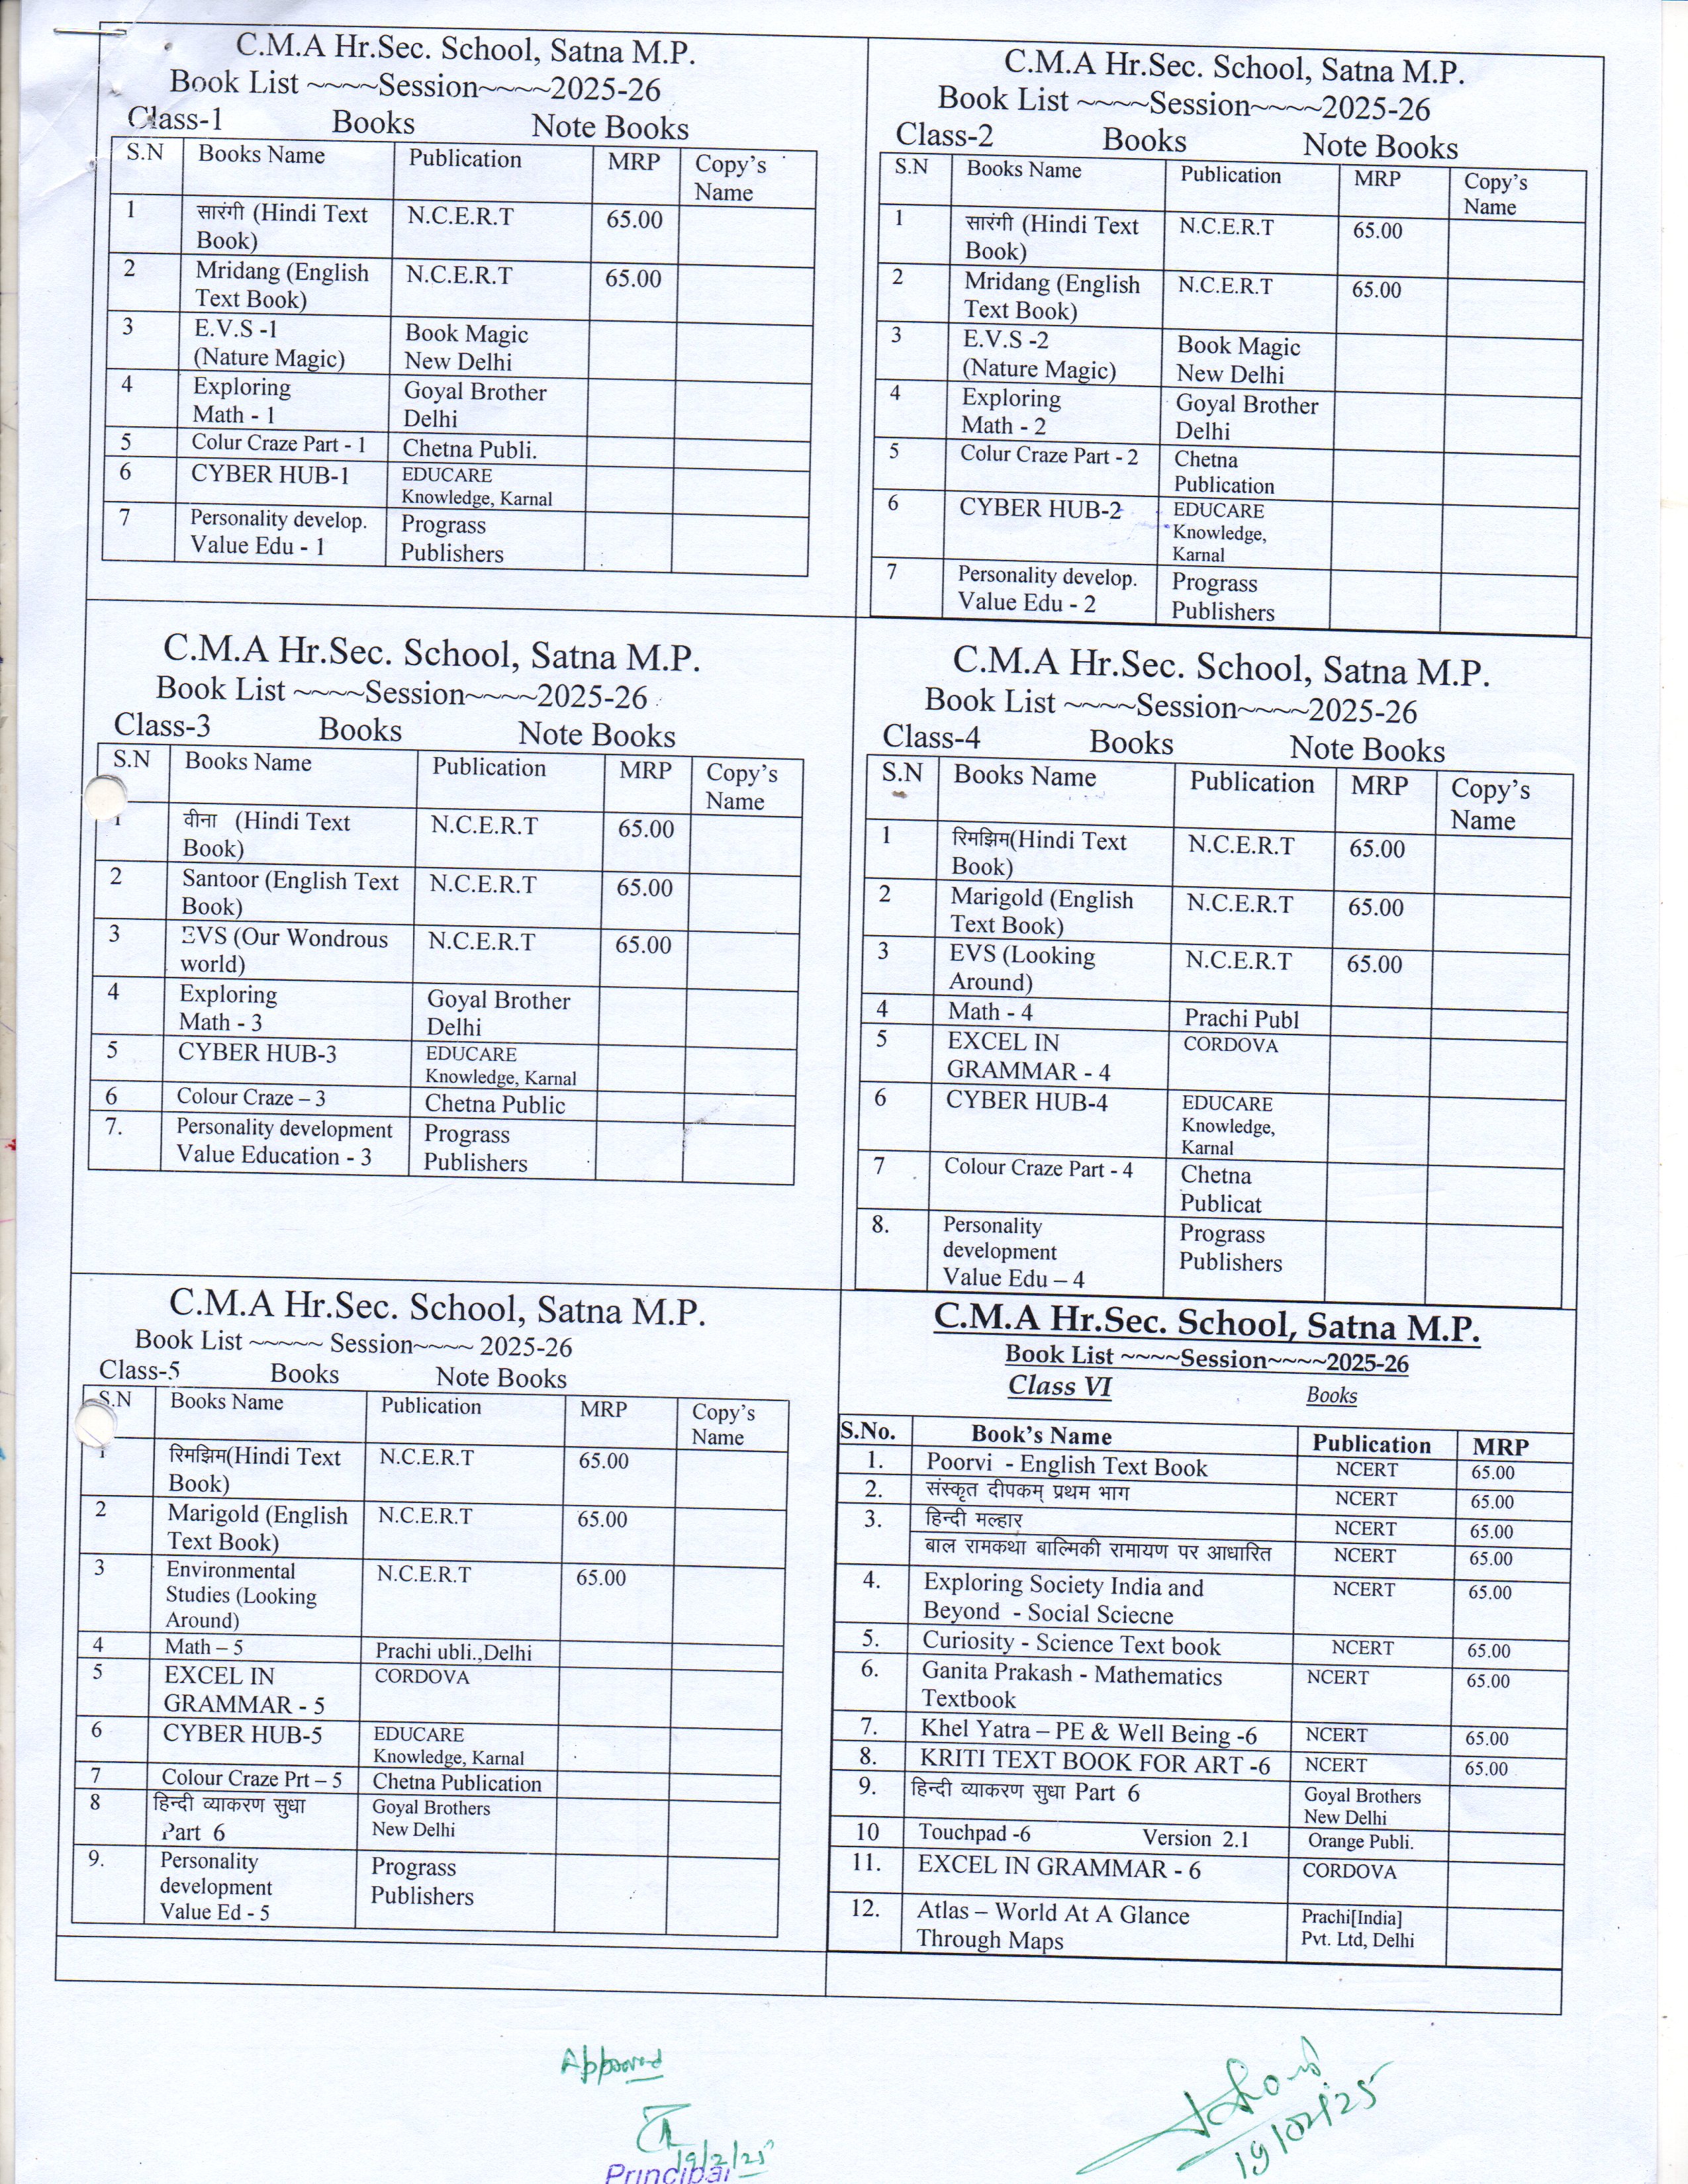 C.M.A Hr.Sec. School, Satna M.P.
Book List ~~~~Session~~~~2025-26
Class-1 Books Note Books
S.N Books Name Publication MRP Copy's
Name
1 सारंगी (Hindi Text N.C.E.R.T 65.00
Book)
2 Mridang (English N.C.E.R.T 65.00
Text Book)
3 E.V.S -1 Book Magic
(Nature Magic) New Delhi
4 Exploring Goyal Brother
Math - 1 Delhi
5 Colur Craze Part - 1 Chetna Publi.
6 CYBER HUB-1 EDUCARE
Knowledge, Karnal
7 Personality develop. Prograss
Value Edu - 1 Publishers
C.M.A Hr.Sec. School, Satna M.P.
Book List ~~~~Session~~~~2025-26
Class-2 Books Note Books
S.N Books Name Publication MRP Copy's
Name
1 सारंगी (Hindi Text N.C.E.R.T 65.00
Book)
2 Mridang (English N.C.E.R.T 65.00
Text Book)
3 E.V.S -2 Book Magic
(Nature Magic) New Delhi
4 Exploring Goyal Brother
Math - 2 Delhi
5 Colur Craze Part - 2 Chetna
Publication
6 CYBER HUB-2 EDUCARE
Knowledge,
Karnal
7 Personality develop. Prograss
Value Edu - 2 Publishers
C.M.A Hr.Sec. School, Satna M.P.
Book List ~~~~Session~~~~2025-26
Class-3 Books Note Books
S.N Books Name Publication MRP Copy's
Name
1 वीना (Hindi Text N.C.E.R.T 65.00
Book)
2 Santoor (English Text N.C.E.R.T 65.00
Book)
3 EVS (Our Wondrous N.C.E.R.T 65.00
world)
4 Exploring Goyal Brother
Math - 3 Delhi
5 CYBER HUB-3 EDUCARE
Knowledge, Karnal
6 Colour Craze – 3 Chetna Public
7. Personality development Prograss
Value Education - 3 Publishers
C.M.A Hr.Sec. School, Satna M.P.
Book List ~~~~Session~~~~2025-26
Class-4 Books Note Books
S.N Books Name Publication MRP Copy's
Name
1 रिमझिम(Hindi Text N.C.E.R.T 65.00
Book)
2 Marigold (English N.C.E.R.T 65.00
Text Book)
3 EVS (Looking N.C.E.R.T 65.00
Around)
4 Math - 4 Prachi Publ
5 EXCEL IN CORDOVA
GRAMMAR - 4
6 CYBER HUB-4 EDUCARE
Knowledge,
Karnal
7 Colour Craze Part - 4 Chetna
Publicat
8. Personality Prograss
development Publishers
Value Edu – 4
C.M.A Hr.Sec. School, Satna M.P.
Book List ~~~~~ Session~~~~ 2025-26
Class-5 Books Note Books
S.N Books Name Publication MRP Copy's
Name
1 रिमझिम(Hindi Text N.C.E.R.T 65.00
Book)
2 Marigold (English N.C.E.R.T 65.00
Text Book)
3 Environmental N.C.E.R.T 65.00
Studies (Looking
Around)
4 Math – 5 Prachi ubli.,Delhi
5 EXCEL IN CORDOVA
GRAMMAR - 5
6 CYBER HUB-5 EDUCARE
Knowledge, Karnal
7 Colour Craze Prt – 5 Chetna Publication
8 हिन्दी व्याकरण सुधा Goyal Brothers
Part 6 New Delhi
9. Personality Prograss
development Publishers
Value Ed - 5
C.M.A Hr.Sec. School, Satna M.P.
Book List ~~~~Session~~~~2025-26
Class VI Books
S.No. Book's Name Publication MRP
1. Poorvi - English Text Book NCERT 65.00
2. संस्कृत दीपकम् प्रथम भाग NCERT 65.00
3. हिन्दी मल्हार NCERT 65.00
बाल रामकथा बाल्मिकी रामायण पर आधारित NCERT 65.00
4. Exploring Society India and NCERT 65.00
Beyond - Social Sciecne
5. Curiosity - Science Text book NCERT 65.00
6. Ganita Prakash - Mathematics NCERT 65.00
Textbook
7. Khel Yatra – PE & Well Being -6 NCERT 65.00
8. KRITI TEXT BOOK FOR ART -6 NCERT 65.00
9. हिन्दी व्याकरण सुधा Part 6 Goyal Brothers
New Delhi
10 Touchpad -6 Version 2.1 Orange Publi.
11. EXCEL IN GRAMMAR - 6 CORDOVA
12. Atlas – World At A Glance Prachi[India]
Through Maps Pvt. Ltd, Delhi
Approved
19/2/25
Principal
19/02/25